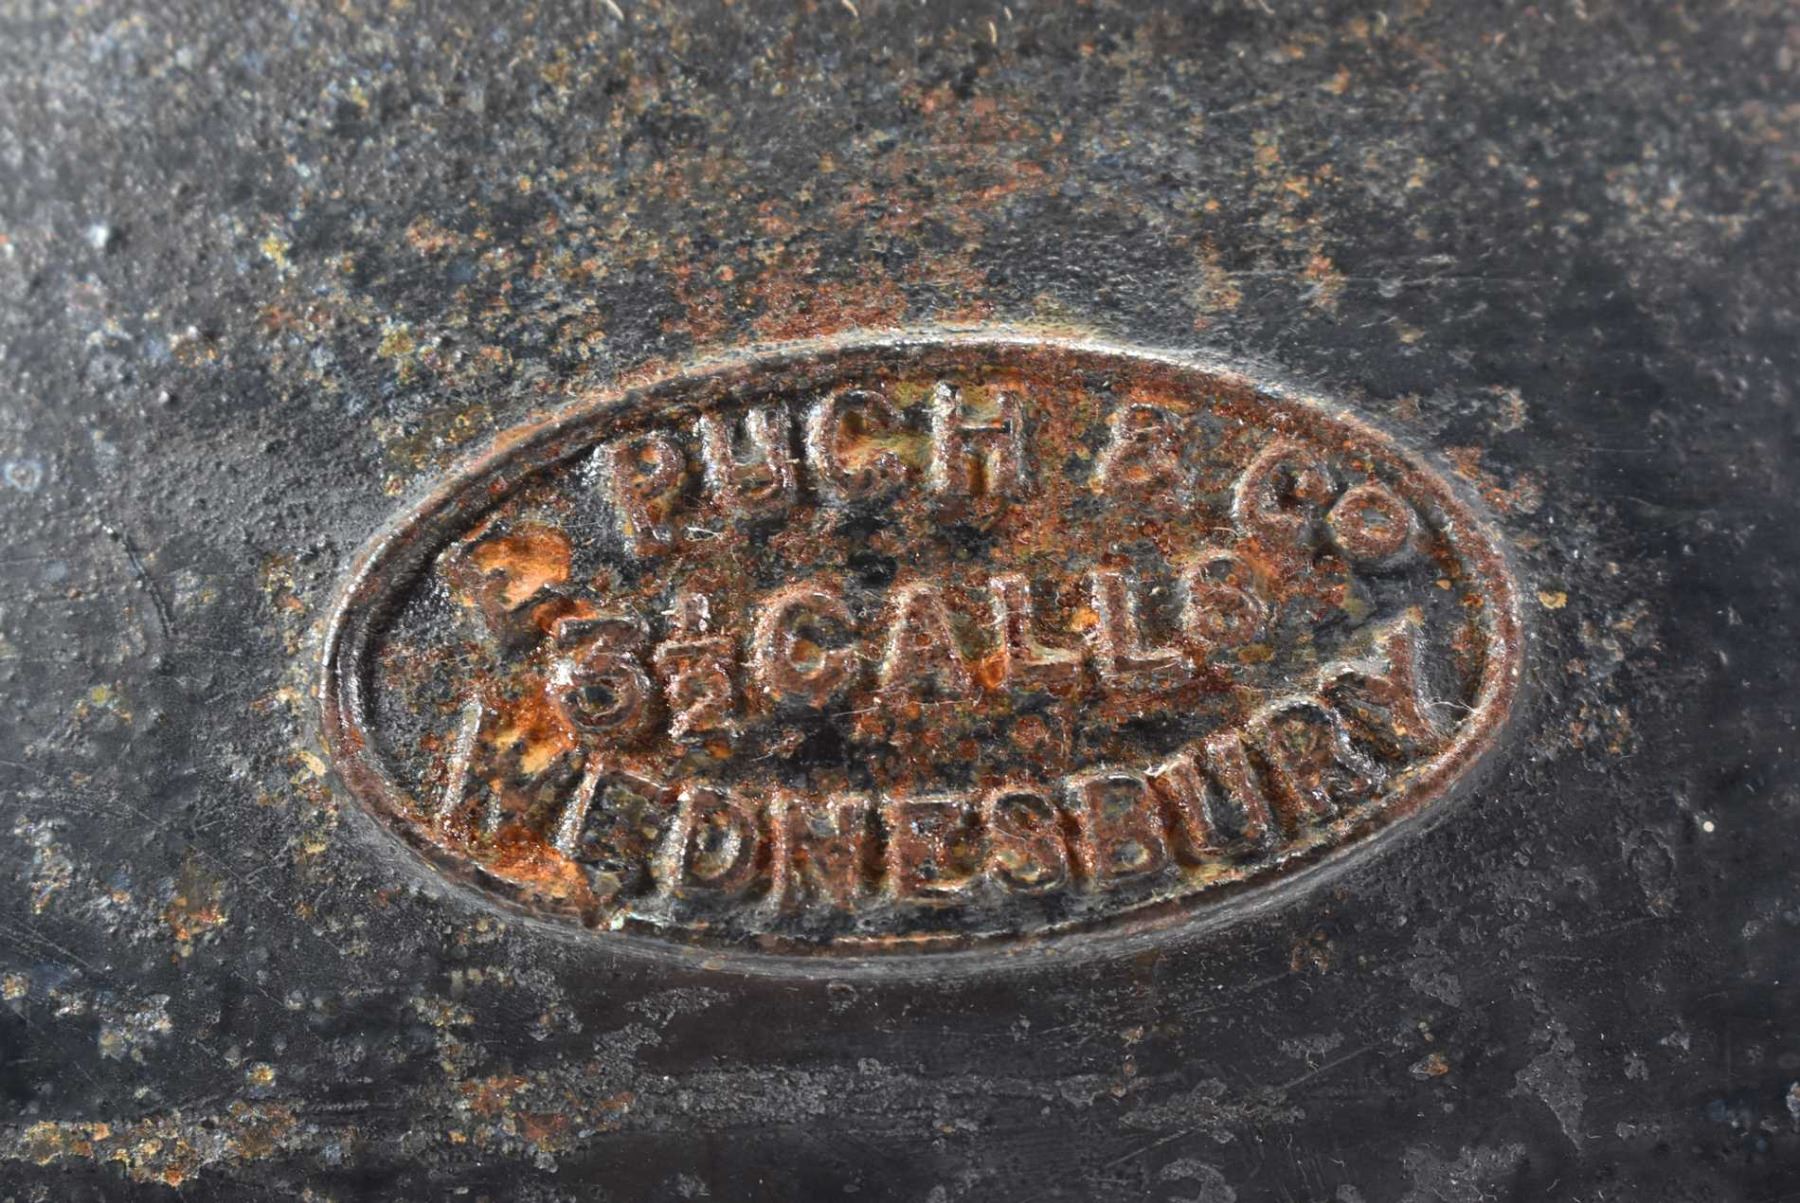 PUGH & CO
3½ GALLS
WEDNESBURY